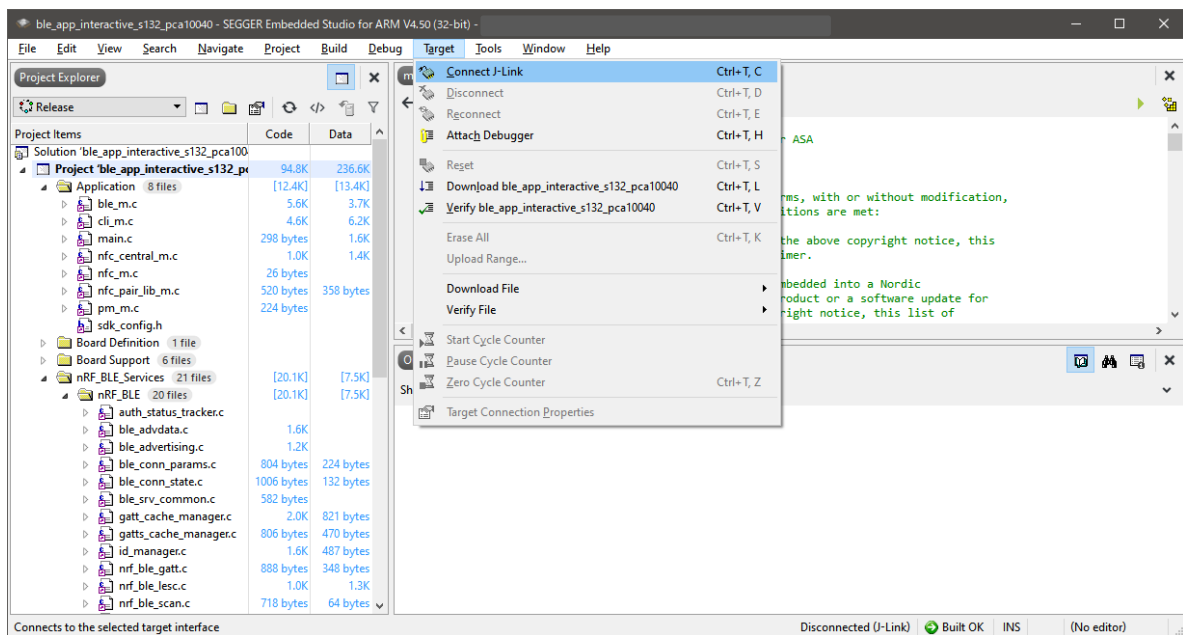 ble_app_interactive_s132_pca10040 - SEGGER Embedded Studio for ARM V4.50 (32-bit) -
File Edit View Search Navigate Project Build Debug Target Tools Window Help
Project Explorer
Release
Project Items Code Data
Solution 'ble_app_interactive_s132_pca100
Project 'ble_app_interactive_s132_p 94.8K 236.6K
Application 8 files [12.4K] [13.4K]
ble_m.c 5.6K 3.7K
cli_m.c 4.6K 6.2K
main.c 298 bytes 1.6K
nfc_central_m.c 1.0K 1.4K
nfc_m.c 26 bytes
nfc_pair_lib_m.c 520 bytes 358 bytes
pm_m.c 224 bytes
sdk_config.h
Board Definition 1 file
Board Support 6 files
nRF_BLE_Services 21 files [20.1K] [7.5K]
nRF_BLE 20 files [20.1K] [7.5K]
auth_status_tracker.c
ble_advdata.c 1.6K
ble_advertising.c 1.2K
ble_conn_params.c 804 bytes 224 bytes
ble_conn_state.c 1006 bytes 132 bytes
ble_srv_common.c 582 bytes
gatt_cache_manager.c 2.0K 821 bytes
gatts_cache_manager.c 806 bytes 470 bytes
id_manager.c 1.6K 487 bytes
nrf_ble_gatt.c 888 bytes 348 bytes
nrf_ble_lesc.c 1.0K 1.3K
nrf_ble_scan.c 718 bytes 64 bytes
Connect J-Link Ctrl+T, C
Disconnect Ctrl+T, D
Reconnect Ctrl+T, E
Attach Debugger Ctrl+T, H
Reset Ctrl+T, S
Download ble_app_interactive_s132_pca10040 Ctrl+T, L
Verify ble_app_interactive_s132_pca10040 Ctrl+T, V
Erase All Ctrl+T, K
Upload Range...
Download File
Verify File
Start Cycle Counter
Pause Cycle Counter
Zero Cycle Counter Ctrl+T, Z
Target Connection Properties
m
r ASA
rms, with or without modification,
itions are met:
the above copyright notice, this
imer.
mbedded into a Nordic
roduct or a software update for
right notice, this list of
O
Sh
Connects to the selected target interface Disconnected (J-Link) Built OK INS (No editor)